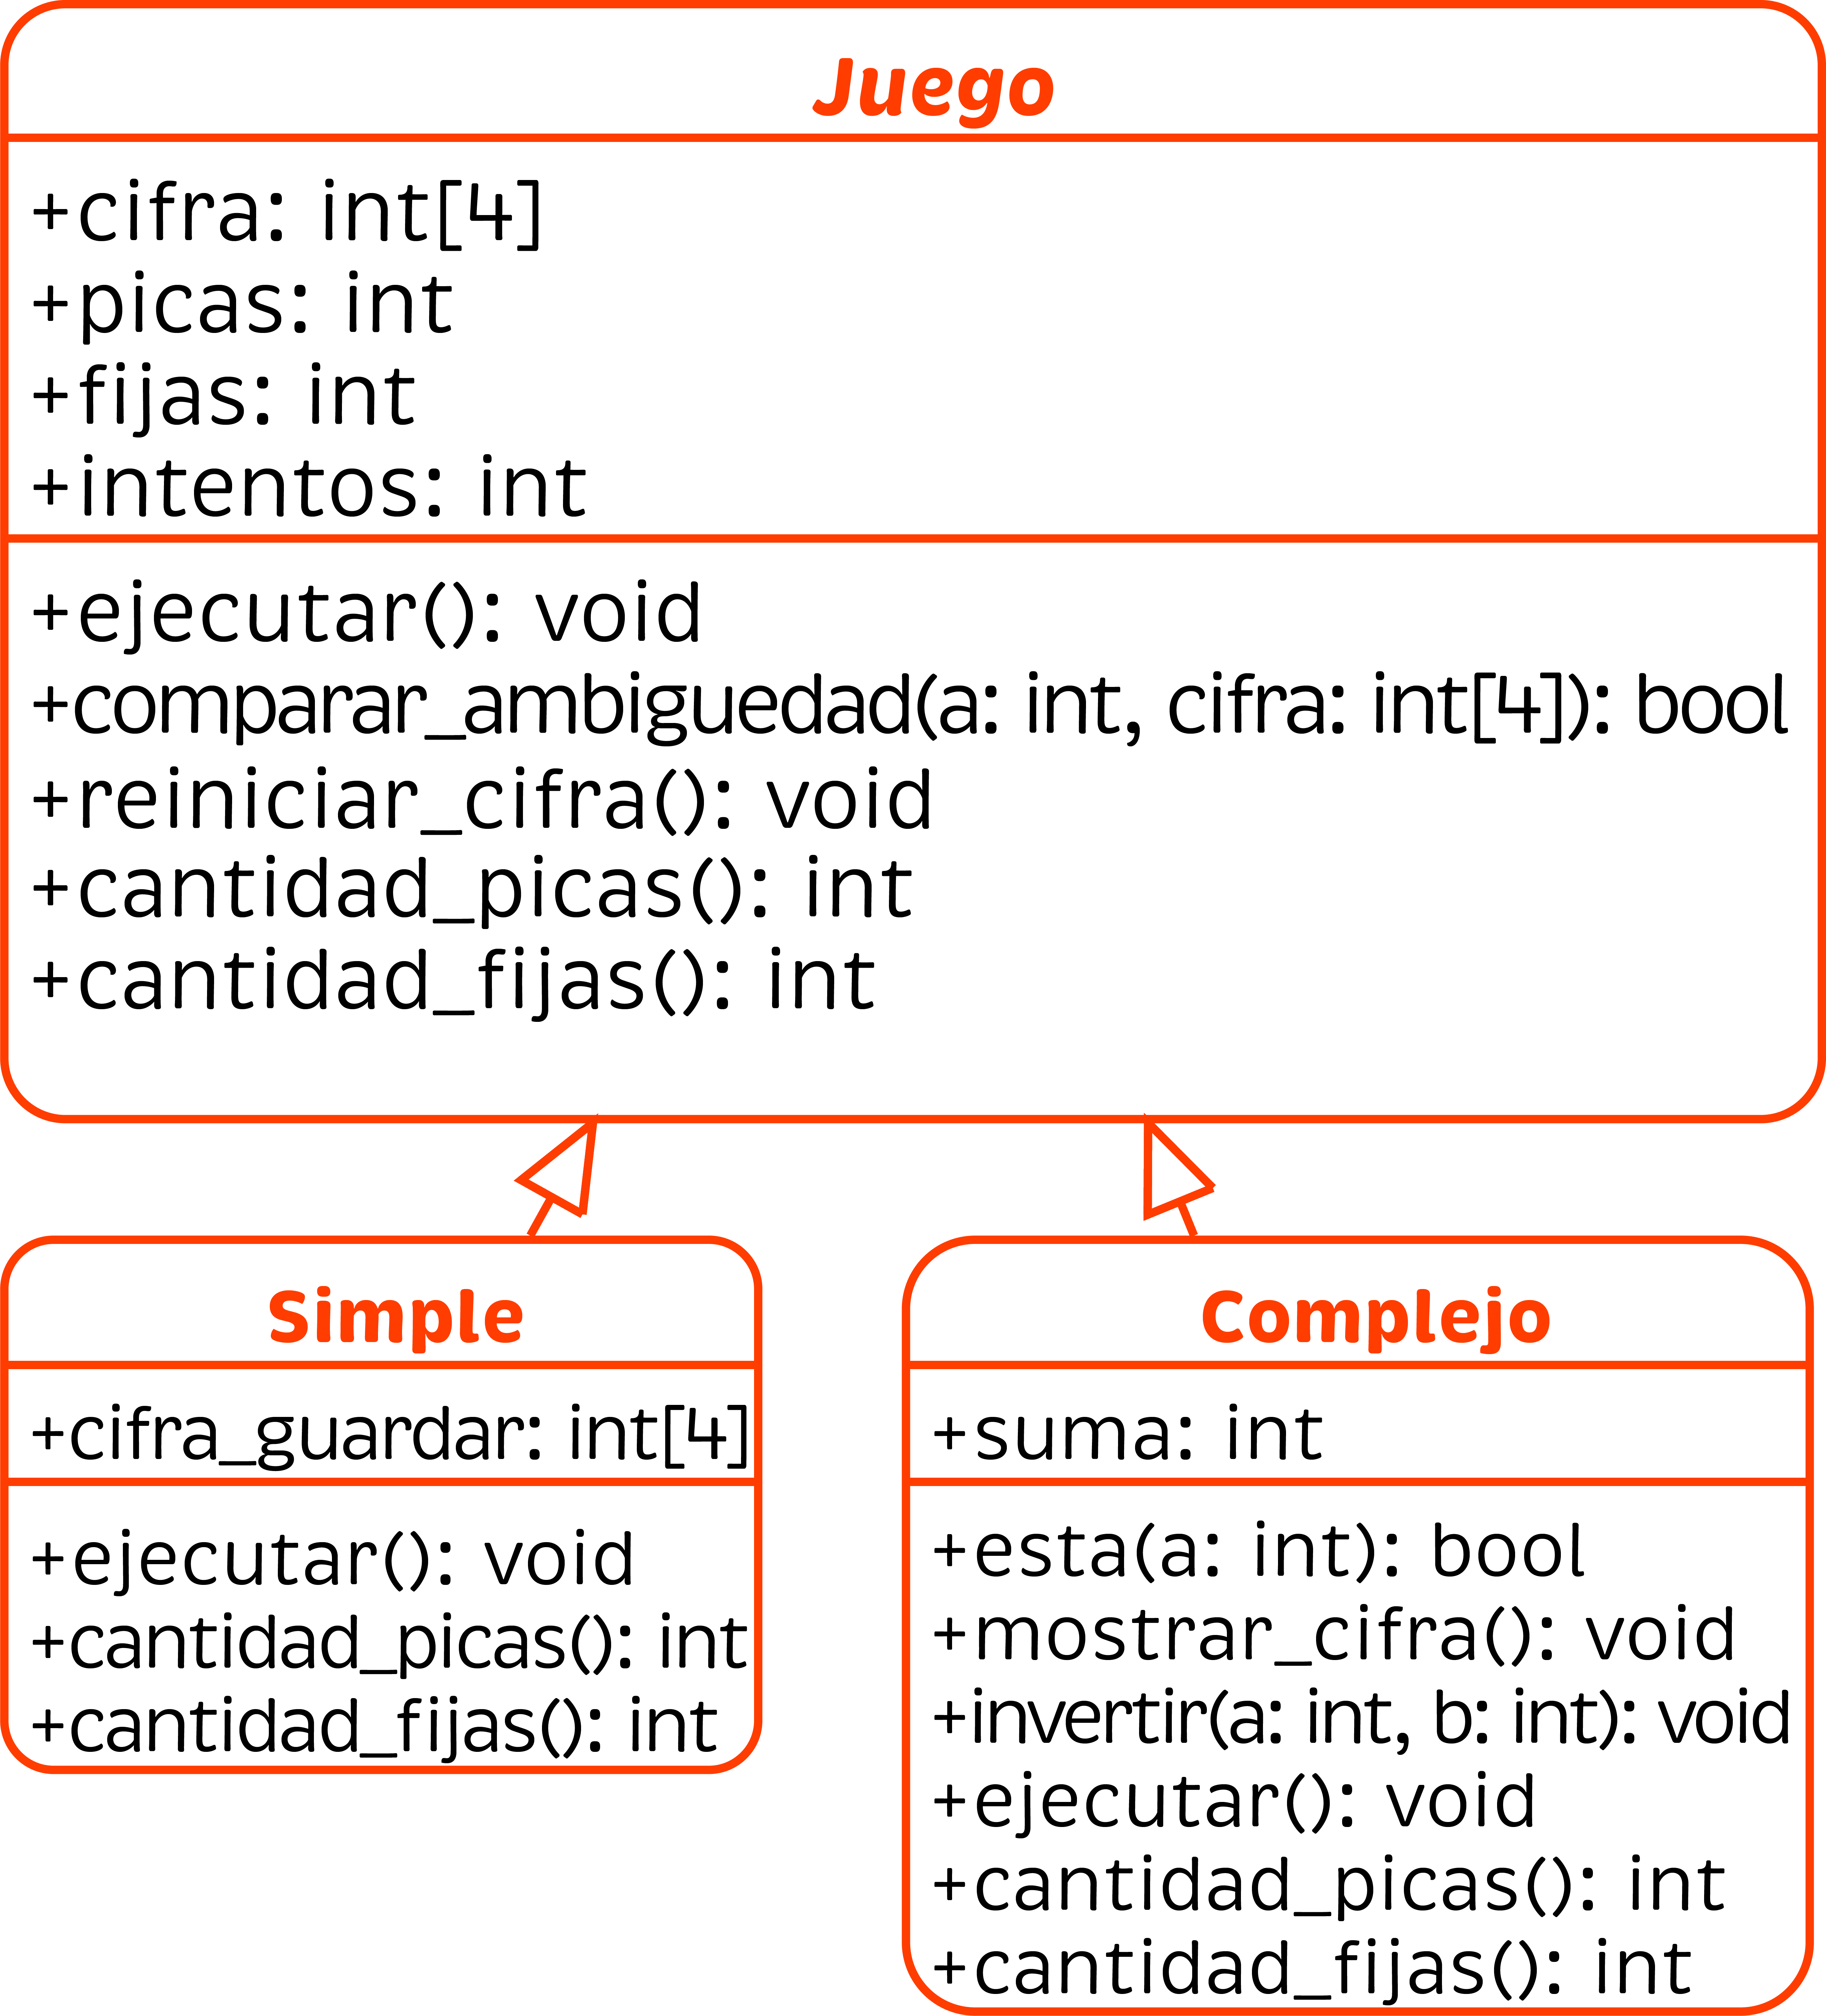 Juego
+cifra: int[4]
+picas: int
+fijas: int
+intentos: int
+ejecutar(): void
+comparar_ambiguedad(a: int, cifra: int[4]): bool
+reiniciar_cifra(): void
+cantidad_picas(): int
+cantidad_fijas(): int
Simple
+cifra_guardar: int[4]
+ejecutar(): void
+cantidad_picas(): int
+cantidad_fijas(): int
Complejo
+suma: int
+esta(a: int): bool
+mostrar_cifra(): void
+invertir(a: int, b: int): void
+ejecutar(): void
+cantidad_picas(): int
+cantidad_fijas(): int